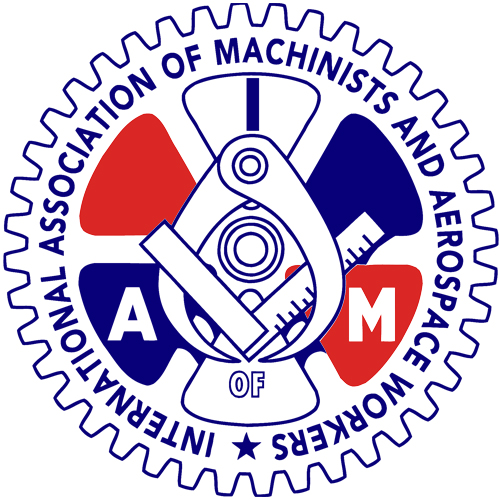 INTERNATIONAL ASSOCIATION OF MACHINISTS AND AEROSPACE WORKERS ★
I
A
M
OF